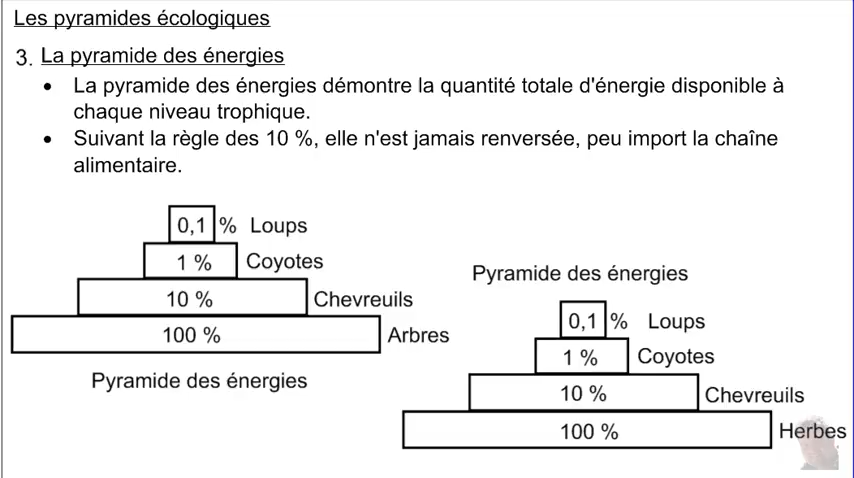 Les pyramides écologiques
3. La pyramide des énergies
• La pyramide des énergies démontre la quantité totale d'énergie disponible à
chaque niveau trophique.
• Suivant la règle des 10 %, elle n'est jamais renversée, peu import la chaîne
alimentaire.
0,1 % Loups
1 % Coyotes
10 % Chevreuils
100 % Arbres
Pyramide des énergies
Pyramide des énergies
0,1 % Loups
1 % Coyotes
10 % Chevreuils
100 % Herbes